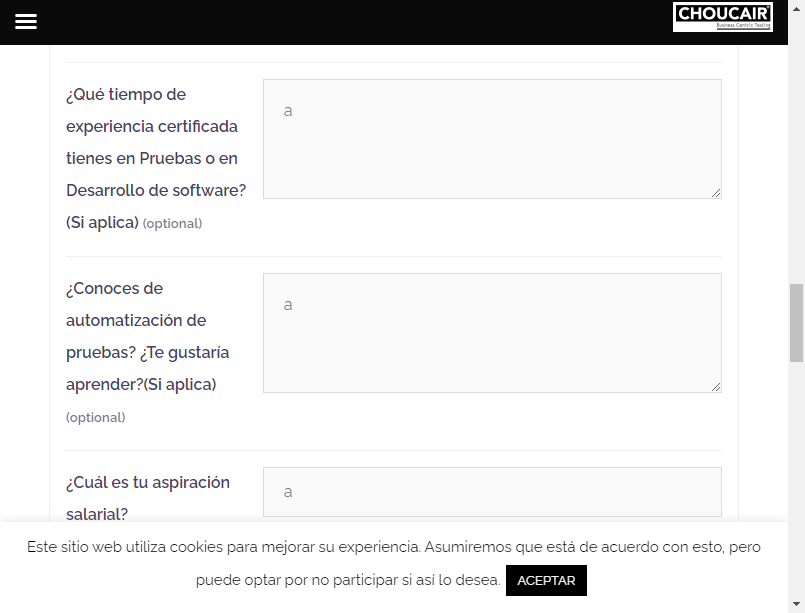 CHOUCAIR
Business Centric Testing
¿Qué tiempo de
experiencia certificada
tienes en Pruebas o en
Desarrollo de software?
(Si aplica) (optional)
a
¿Conoces de
automatización de
pruebas? ¿Te gustaría
aprender?(Si aplica)
(optional)
a
¿Cuál es tu aspiración
salarial?
a
Este sitio web utiliza cookies para mejorar su experiencia. Asumiremos que está de acuerdo con esto, pero
puede optar por no participar si así lo desea. ACEPTAR